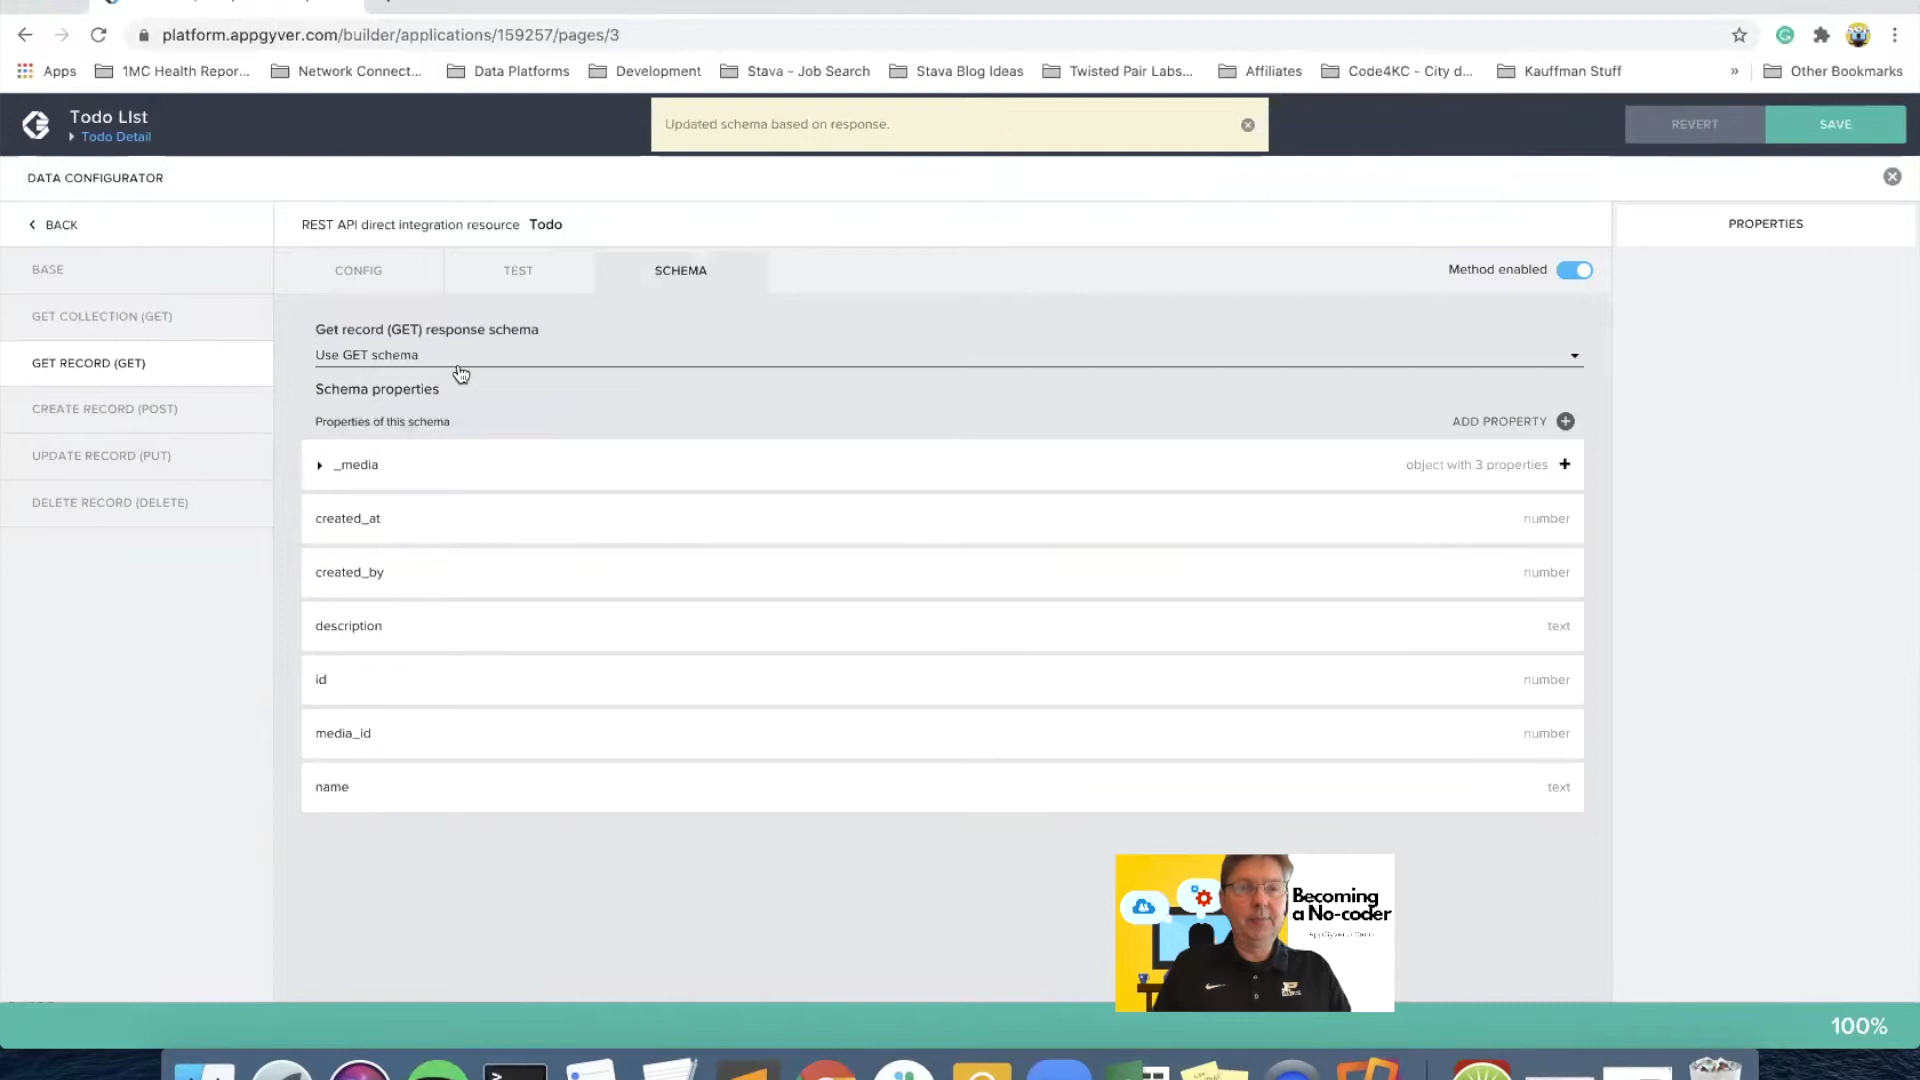 platform.appgyver.com/builder/applications/159257/pages/3
Apps
1MC Health Repor...
Network Connect...
Data Platforms
Development
Stava - Job Search
Stava Blog Ideas
Twisted Pair Labs...
Affiliates
Code4KC - City d...
Kauffman Stuff
»
Other Bookmarks
Todo LIst
Todo Detail
Updated schema based on response.
REVERT
SAVE
DATA CONFIGURATOR
BACK
REST API direct integration resource Todo
PROPERTIES
BASE
CONFIG
TEST
SCHEMA
Method enabled
GET COLLECTION (GET)
GET RECORD (GET)
CREATE RECORD (POST)
UPDATE RECORD (PUT)
DELETE RECORD (DELETE)
Get record (GET) response schema
Use GET schema
Schema properties
Properties of this schema
ADD PROPERTY
_media
object with 3 properties
created_at
number
created_by
number
description
text
id
number
media_id
number
name
text
Becoming
a No-coder
100%